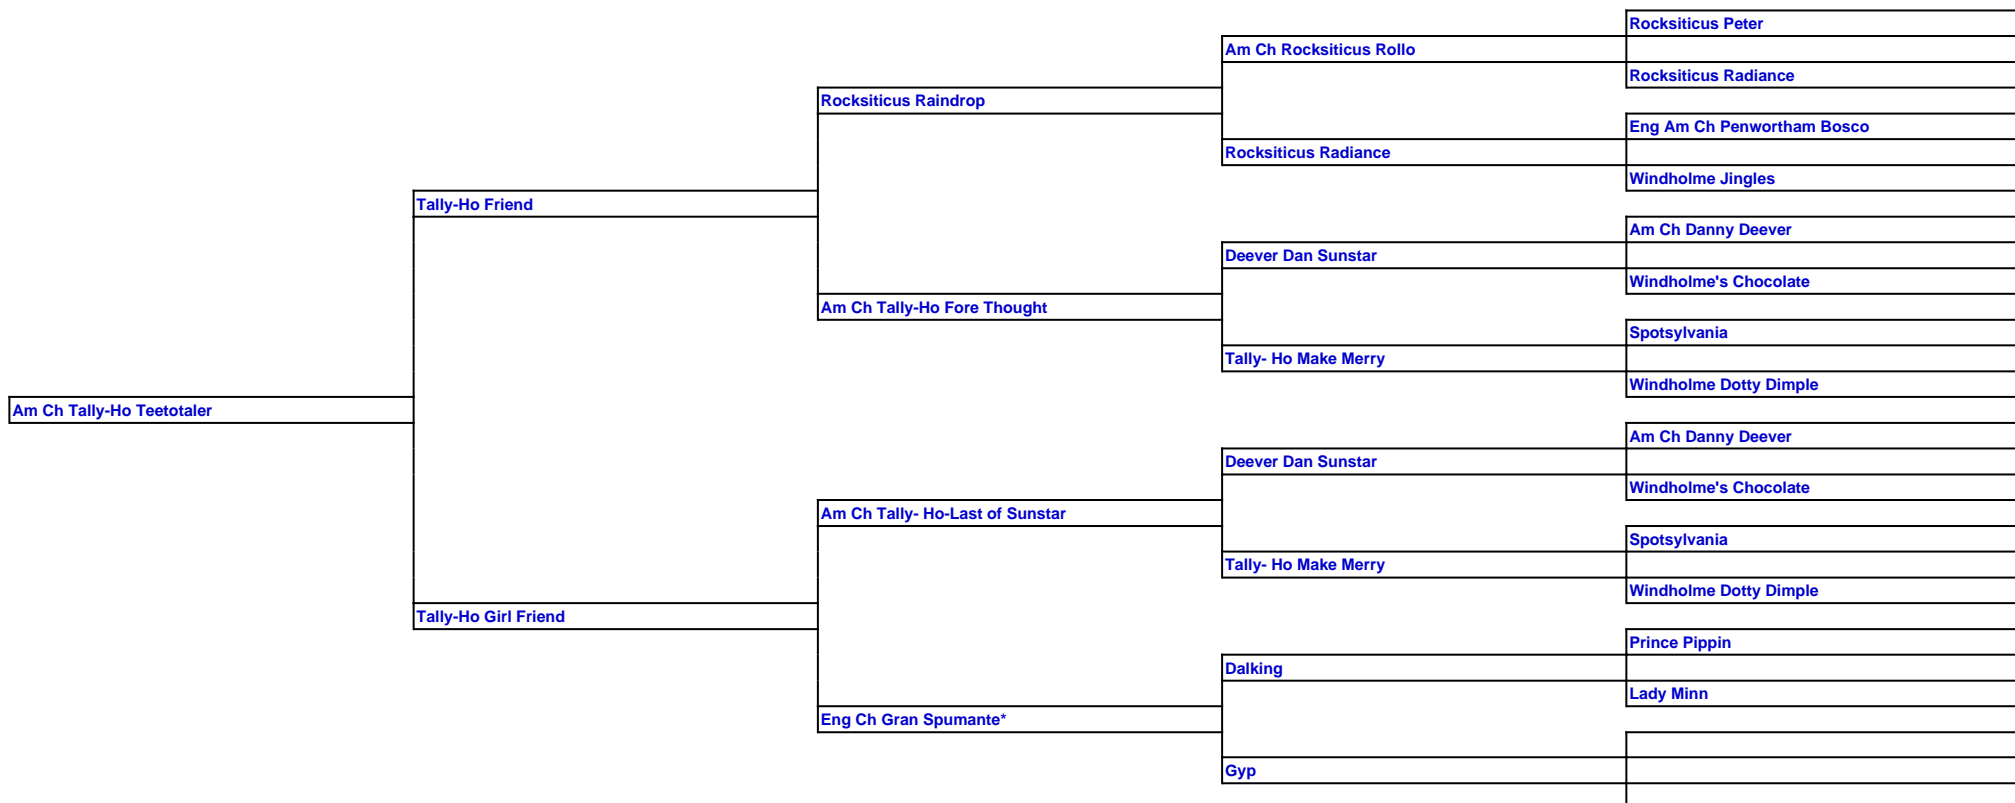 Rocksiticus Peter
Am Ch Rocksiticus Rollo
Rocksiticus Radiance
Rocksiticus Raindrop
Eng Am Ch Penwortham Bosco
Rocksiticus Radiance
Windholme Jingles
Tally-Ho Friend
Am Ch Danny Deever
Deever Dan Sunstar
Windholme's Chocolate
Am Ch Tally-Ho Fore Thought
Spotsylvania
Tally- Ho Make Merry
Windholme Dotty Dimple
Am Ch Tally-Ho Teetotaler
Am Ch Danny Deever
Deever Dan Sunstar
Windholme's Chocolate
Am Ch Tally- Ho-Last of Sunstar
Spotsylvania
Tally- Ho Make Merry
Windholme Dotty Dimple
Tally-Ho Girl Friend
Prince Pippin
Dalking
Lady Minn
Eng Ch Gran Spumante*
Gyp